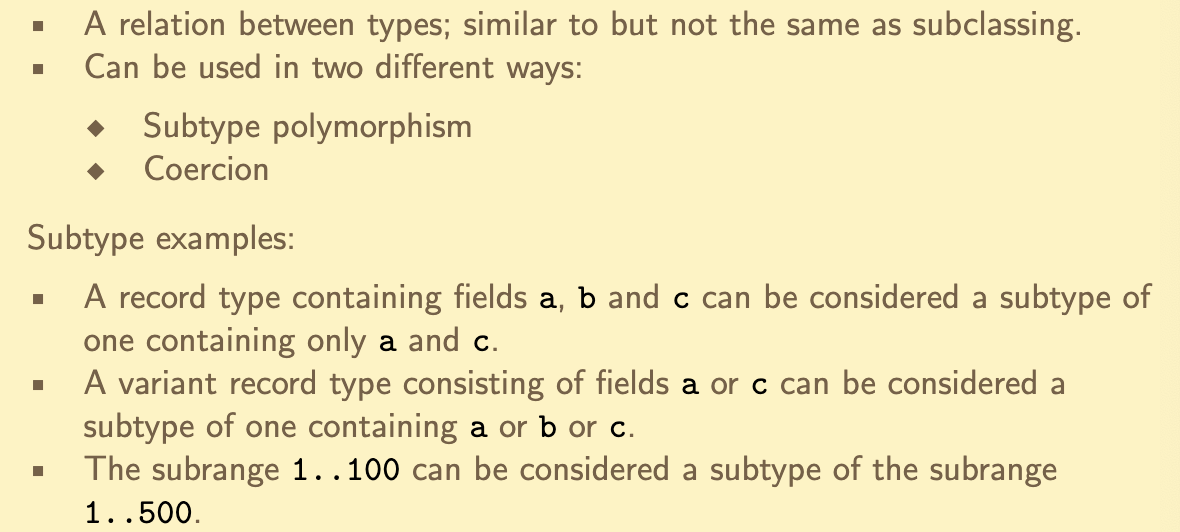 ▪ A relation between types; similar to but not the same as subclassing.
▪ Can be used in two different ways:
◆ Subtype polymorphism
◆ Coercion
Subtype examples:
▪ A record type containing fields a, b and c can be considered a subtype of
one containing only a and c.
▪ A variant record type consisting of fields a or c can be considered a
subtype of one containing a or b or c.
▪ The subrange 1..100 can be considered a subtype of the subrange
1..500.